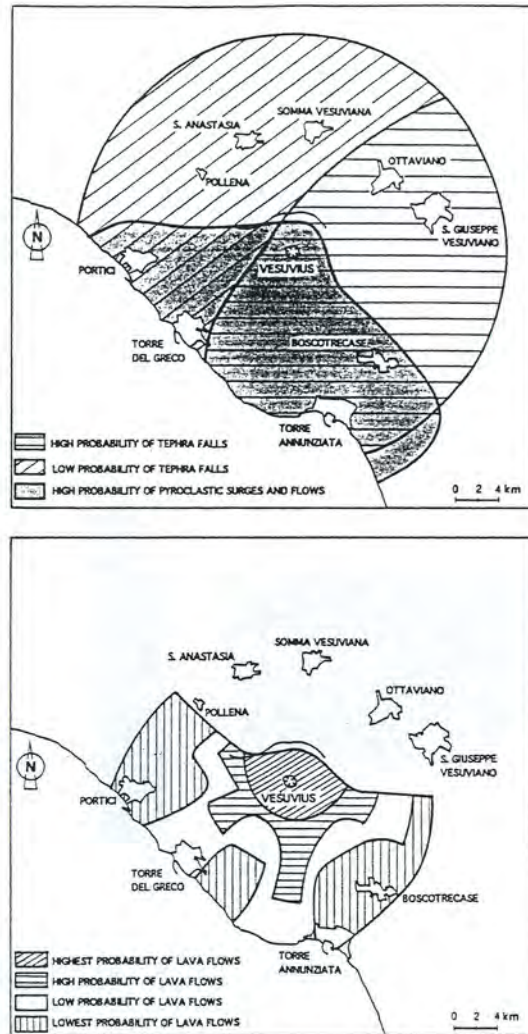 S. ANASTASIA
SOMMA VESUVIANA
OTTAVIANO
POLLENA
S. GIUSEPPE
VESUVIANO
N
PORTICI
VESUVIUS
TORRE
DEL GRECO
BOSCOTRECASE
TORRE
ANNUNZIATA
HIGH PROBABILITY OF TEPHRA FALLS
LOW PROBABILITY OF TEPHRA FALLS
HIGH PROBABILITY OF PYROCLASTIC SURGES AND FLOWS
0 2 4 km
SOMMA VESUVIANA
S. ANASTASIA
OTTAVIANO
POLLENA
S. GIUSEPPE
VESUVIANO
N
PORTICI
VESUVIUS
TORRE
DEL GRECO
BOSCOTRECASE
TORRE
ANNUNZIATA
HIGHEST PROBABILITY OF LAVA FLOWS
HIGH PROBABILITY OF LAVA FLOWS
LOW PROBABILITY OF LAVA FLOWS
LOWEST PROBABILITY OF LAVA FLOWS
0 2 4 km